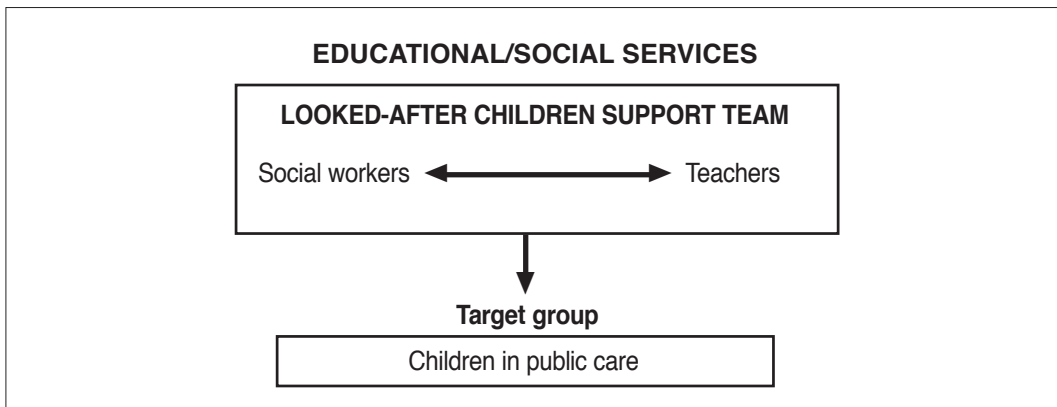 EDUCATIONAL/SOCIAL SERVICES
LOOKED-AFTER CHILDREN SUPPORT TEAM
Social workers Teachers
Target group
Children in public care